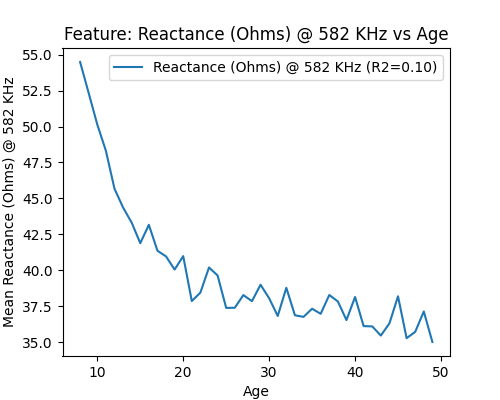 Feature: Reactance (Ohms) @ 582 KHz vs Age
Reactance (Ohms) @ 582 KHz (R2=0.10)
Mean Reactance (Ohms) @ 582 KHz
55.0
52.5
50.0
47.5
45.0
42.5
40.0
37.5
35.0
10 20 30 40 50
Age